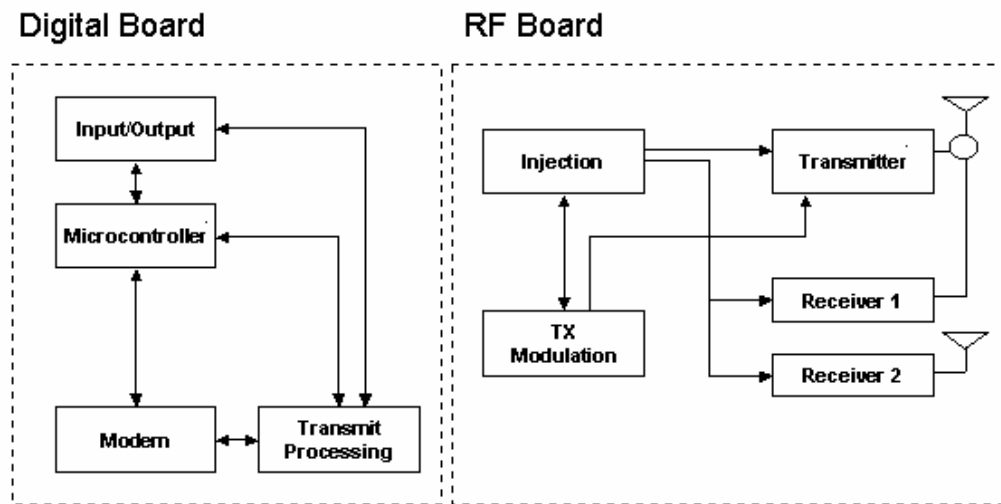 Digital Board
RF Board
Input/Output
Microcontroller
Modem
Transmit
Processing
Injection
TX
Modulation
Transmitter
Receiver 1
Receiver 2